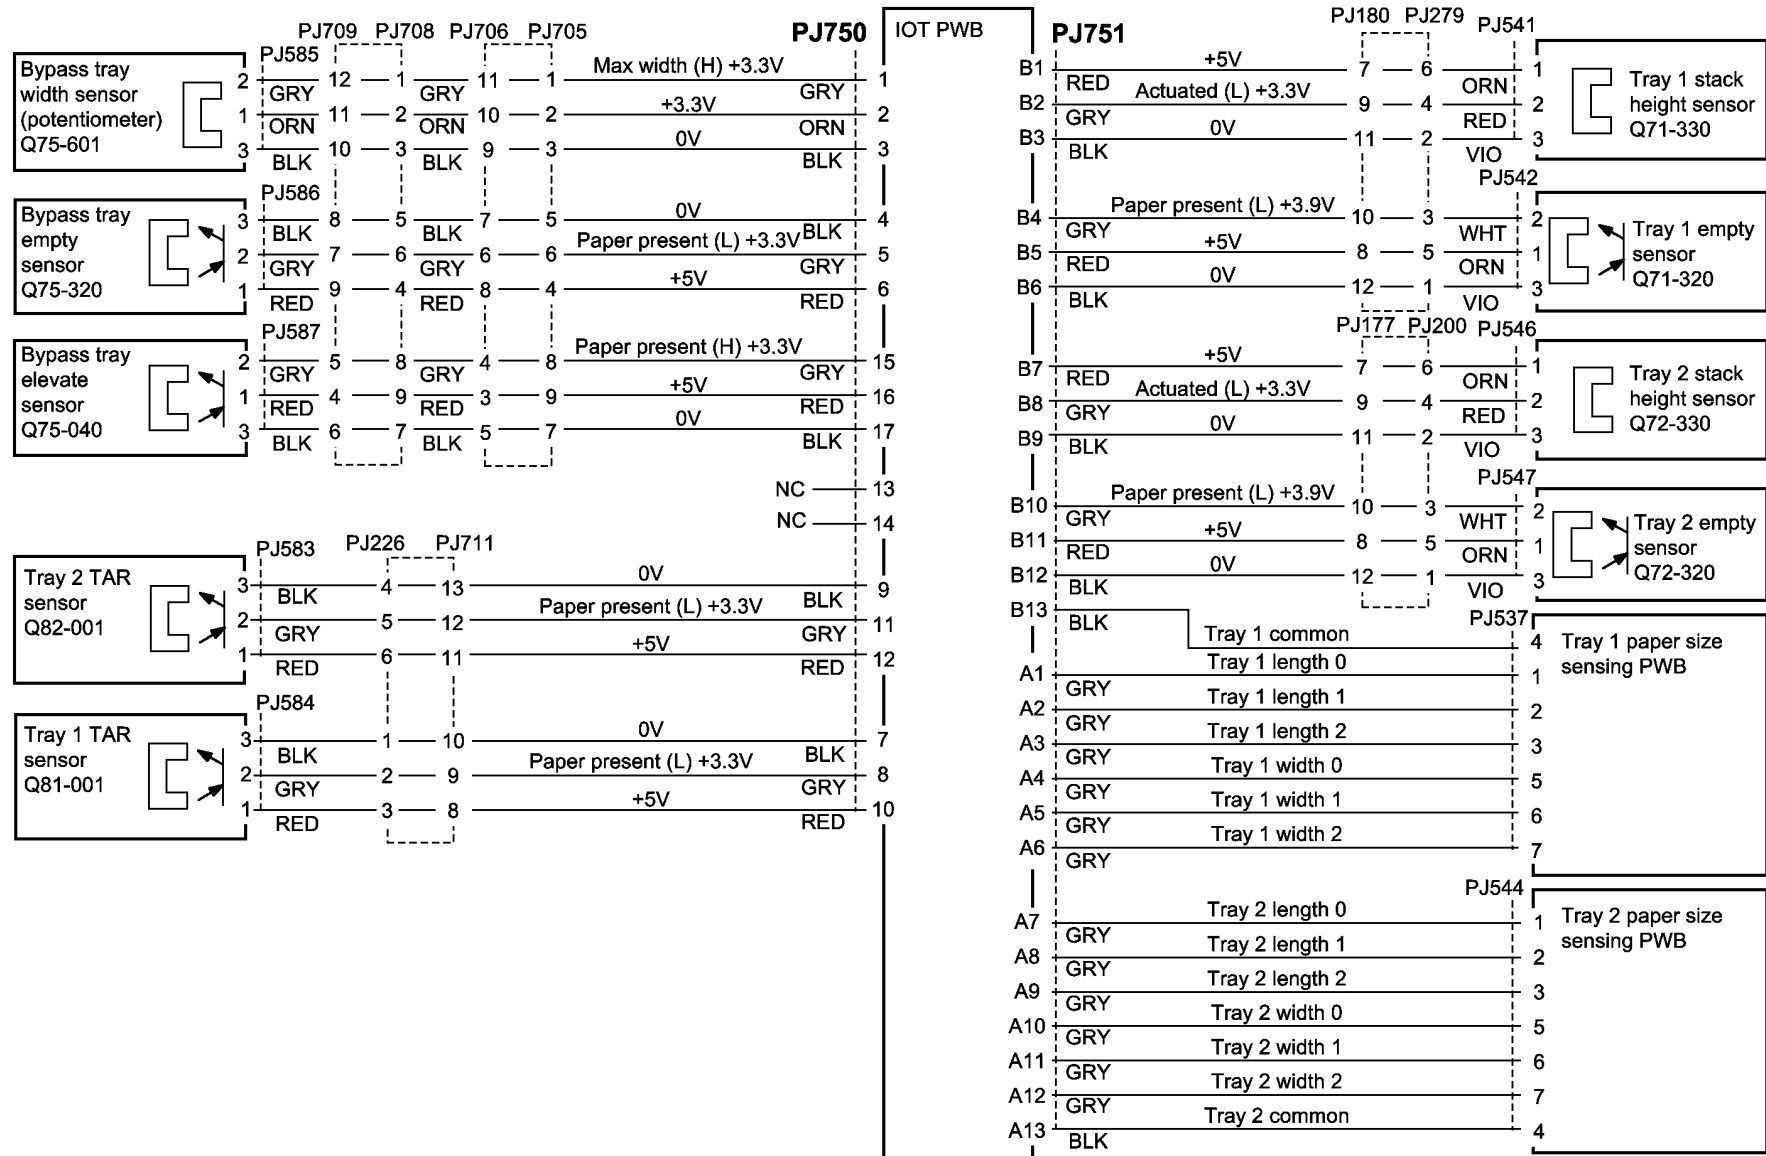 PJ709 PJ708 PJ706 PJ705 PJ750 IOT PWB
PJ585
Bypass tray
width sensor
(potentiometer)
Q75-601
2 GRY 12 1 GRY 11 1 Max width (H) +3.3V GRY 1
1 ORN 11 2 ORN 10 2 +3.3V ORN 2
3 BLK 10 3 BLK 9 3 0V BLK 3
PJ586
Bypass tray
empty
sensor
Q75-320
3 BLK 8 5 BLK 7 5 0V BLK 4
2 GRY 7 6 GRY 6 6 Paper present (L) +3.3V GRY 5
1 RED 9 4 RED 8 4 +5V RED 6
PJ587
Bypass tray
elevate
sensor
Q75-040
2 GRY 5 8 GRY 4 8 Paper present (H) +3.3V GRY 15
1 RED 4 9 RED 3 9 +5V RED 16
3 BLK 6 7 BLK 5 7 0V BLK 17
NC 13
NC 14
PJ583 PJ226 PJ711
Tray 2 TAR
sensor
Q82-001
3 BLK 4 13 0V BLK 9
2 GRY 5 12 Paper present (L) +3.3V GRY 11
1 RED 6 11 +5V RED 12
PJ584
Tray 1 TAR
sensor
Q81-001
3 BLK 1 10 0V BLK 7
2 GRY 2 9 Paper present (L) +3.3V GRY 8
1 RED 3 8 +5V RED 10
PJ751 PJ180 PJ279 PJ541
B1 RED +5V 7 6 ORN 1
B2 GRY Actuated (L) +3.3V 9 4 RED 2
B3 BLK 0V 11 2 VIO 3
Tray 1 stack
height sensor
Q71-330
PJ542
B4 GRY Paper present (L) +3.9V 10 3 WHT 2
B5 RED +5V 8 5 ORN 1
B6 BLK 0V 12 1 VIO 3
Tray 1 empty
sensor
Q71-320
PJ177 PJ200 PJ546
B7 RED +5V 7 6 ORN 1
B8 GRY Actuated (L) +3.3V 9 4 RED 2
B9 BLK 0V 11 2 VIO 3
Tray 2 stack
height sensor
Q72-330
PJ547
B10 GRY Paper present (L) +3.9V 10 3 WHT 2
B11 RED +5V 8 5 ORN 1
B12 BLK 0V 12 1 VIO 3
Tray 2 empty
sensor
Q72-320
PJ537
B13 BLK Tray 1 common 4
A1 GRY Tray 1 length 0 1
A2 GRY Tray 1 length 1 2
A3 GRY Tray 1 length 2 3
A4 GRY Tray 1 width 0 5
A5 GRY Tray 1 width 1 6
A6 GRY Tray 1 width 2 7
Tray 1 paper size
sensing PWB
PJ544
A7 GRY Tray 2 length 0 1
A8 GRY Tray 2 length 1 2
A9 GRY Tray 2 length 2 3
A10 GRY Tray 2 width 0 5
A11 GRY Tray 2 width 1 6
A12 GRY Tray 2 width 2 7
A13 BLK Tray 2 common 4
Tray 2 paper size
sensing PWB